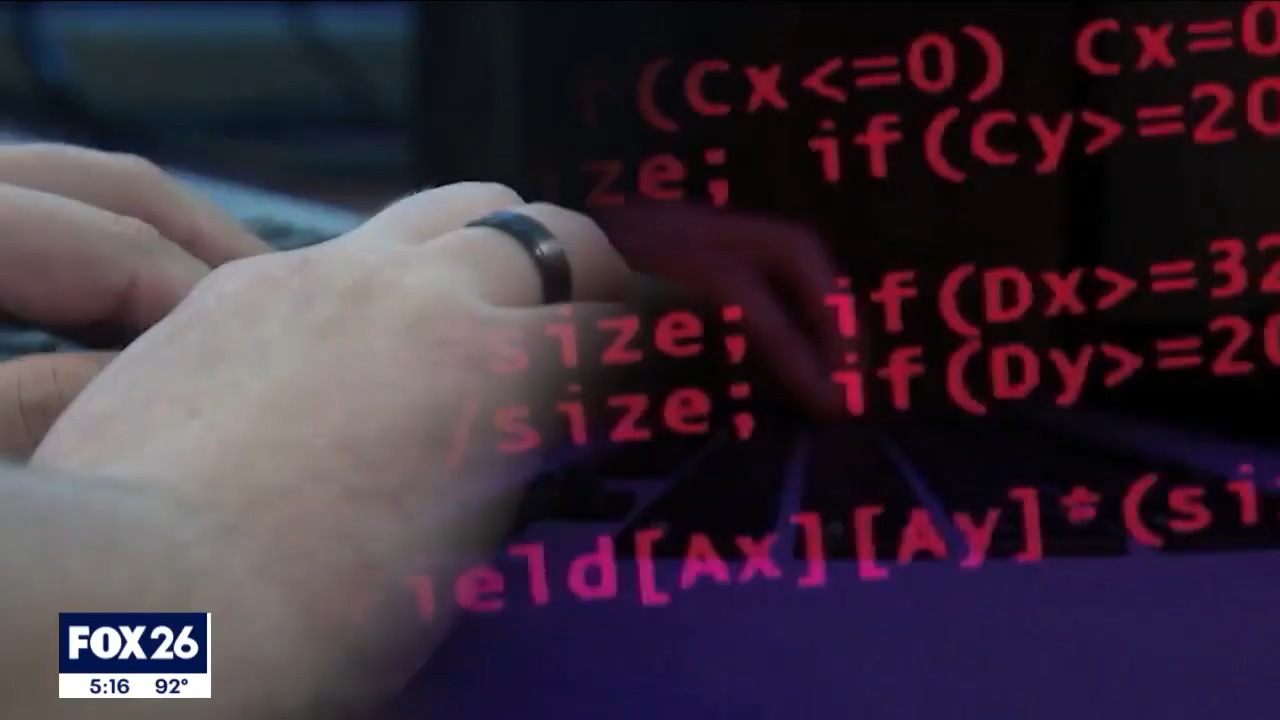 (Cx<=0) Cx=0
ze; if(Cy>=20
size; if(Dx>=32
/size; if(Dy>=20
ield[Ax][Ay]*(si
FOX 26
5:16 92°